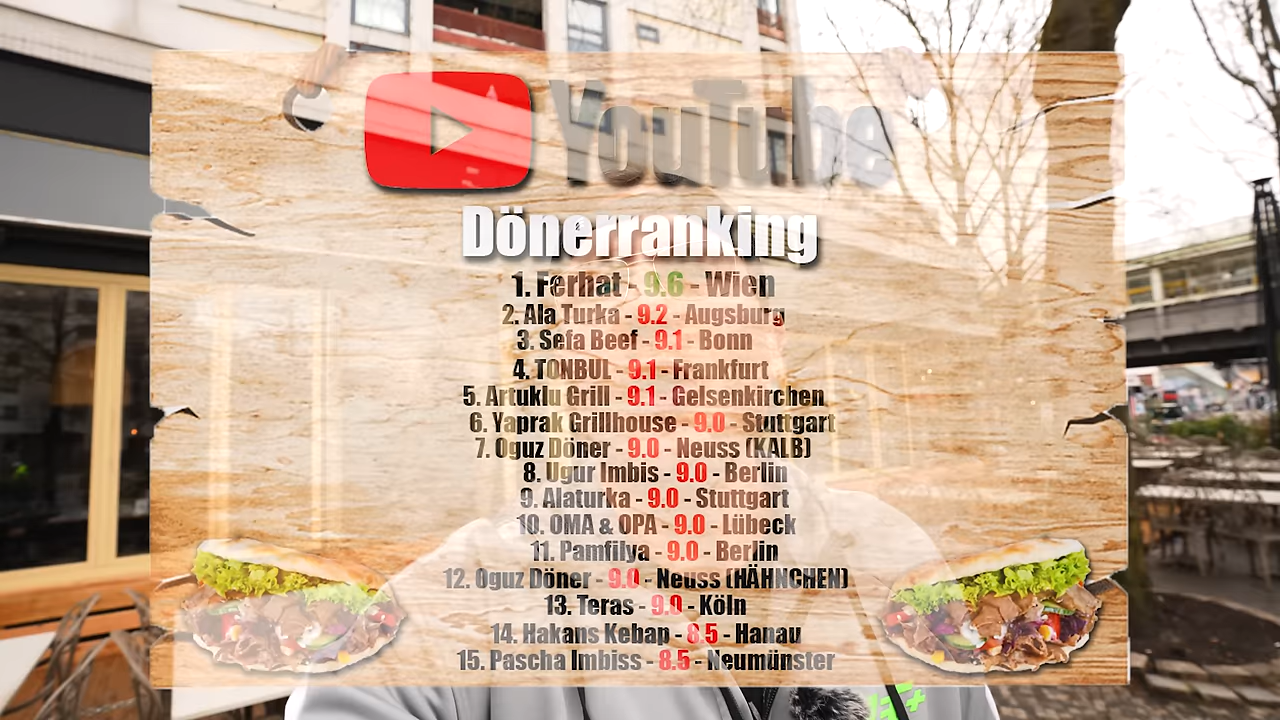 YouTube
Dönerranking
1. Ferhat - 9.6 - Wien
2. Ala Turka - 9.2 - Augsburg
3. Sefa Beef - 9.1 - Bonn
4. TONBUL - 9.1 - Frankfurt
5. Artuklu Grill - 9.1 - Gelsenkirchen
6. Yaprak Grillhouse - 9.0 - Stuttgart
7. Oguz Döner - 9.0 - Neuss (KALB)
8. Ugur Imbis - 9.0 - Berlin
9. Alaturka - 9.0 - Stuttgart
10. OMA & OPA - 9.0 - Lübeck
11. Pamfilya - 9.0 - Berlin
12. Oguz Döner - 9.0 - Neuss (HÄHNCHEN)
13. Teras - 9.0 - Köln
14. Hakans Kebap - 8.5 - Hanau
15. Pascha Imbiss - 8.5 - Neumünster